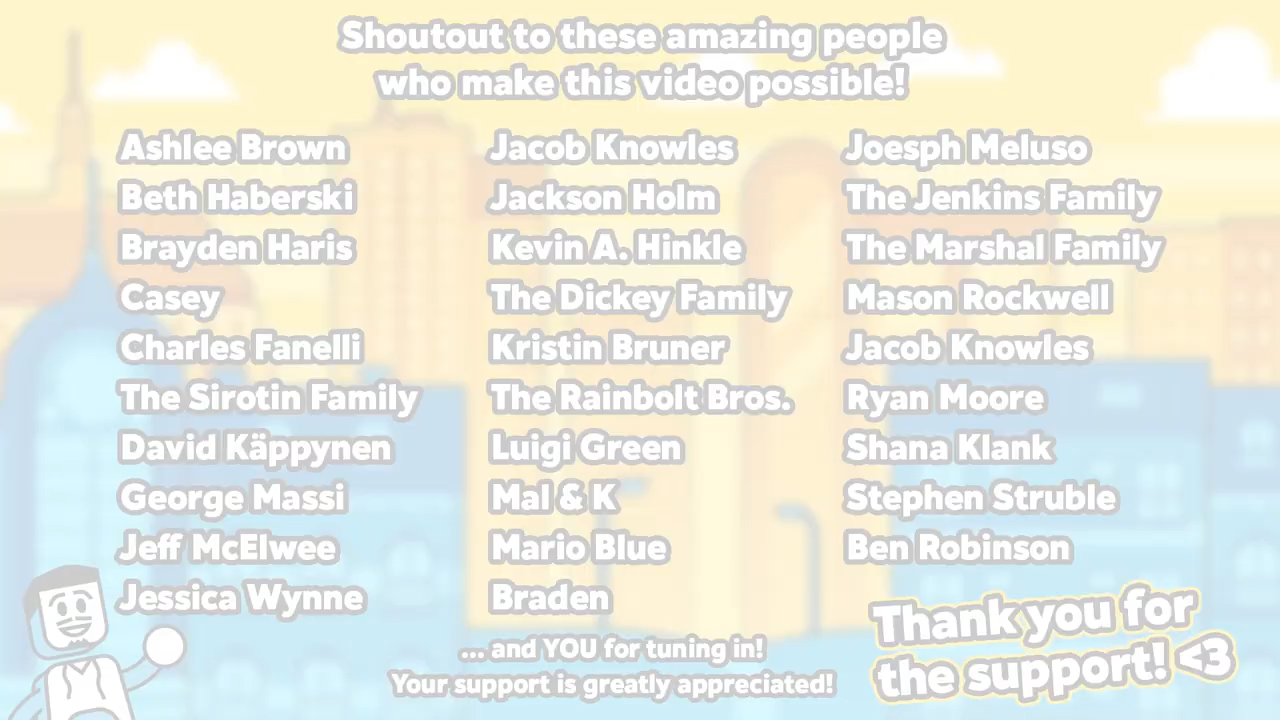 Shoutout to these amazing people
who make this video possible!
Ashlee Brown
Beth Haberski
Brayden Haris
Casey
Charles Fanelli
The Sirotin Family
David Käppynen
George Massi
Jeff McElwee
Jessica Wynne
Jacob Knowles
Jackson Holm
Kevin A. Hinkle
The Dickey Family
Kristin Bruner
The Rainbolt Bros.
Luigi Green
Mal & K
Mario Blue
Braden
Joesph Meluso
The Jenkins Family
The Marshal Family
Mason Rockwell
Jacob Knowles
Ryan Moore
Shana Klank
Stephen Struble
Ben Robinson
... and YOU for tuning in!
Your support is greatly appreciated!
Thank you for
the support! <3